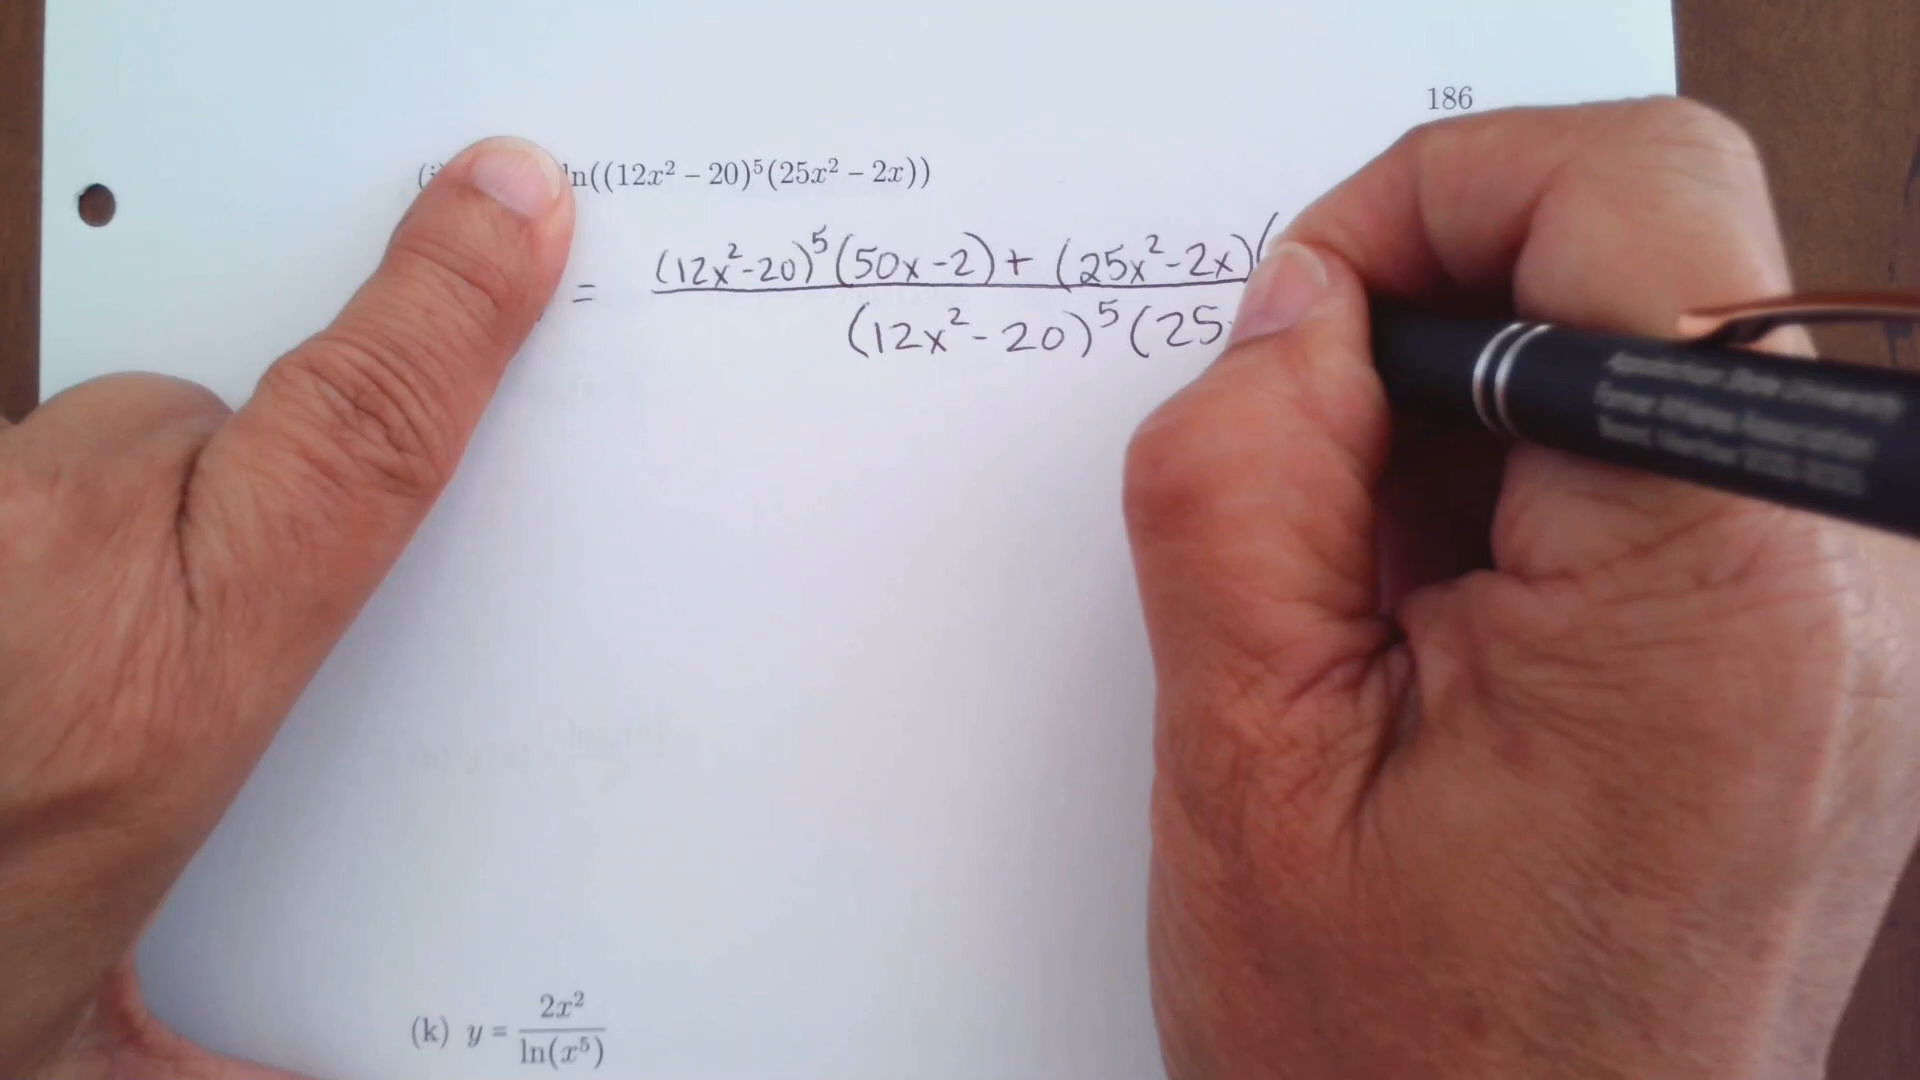 186
ln((12x² – 20)⁵(25x² – 2x))
= (12x²-20)⁵(50x-2)+(25x²-2x)(
(12x²-20)⁵(25
(k) y = 2x² / ln(x⁵)